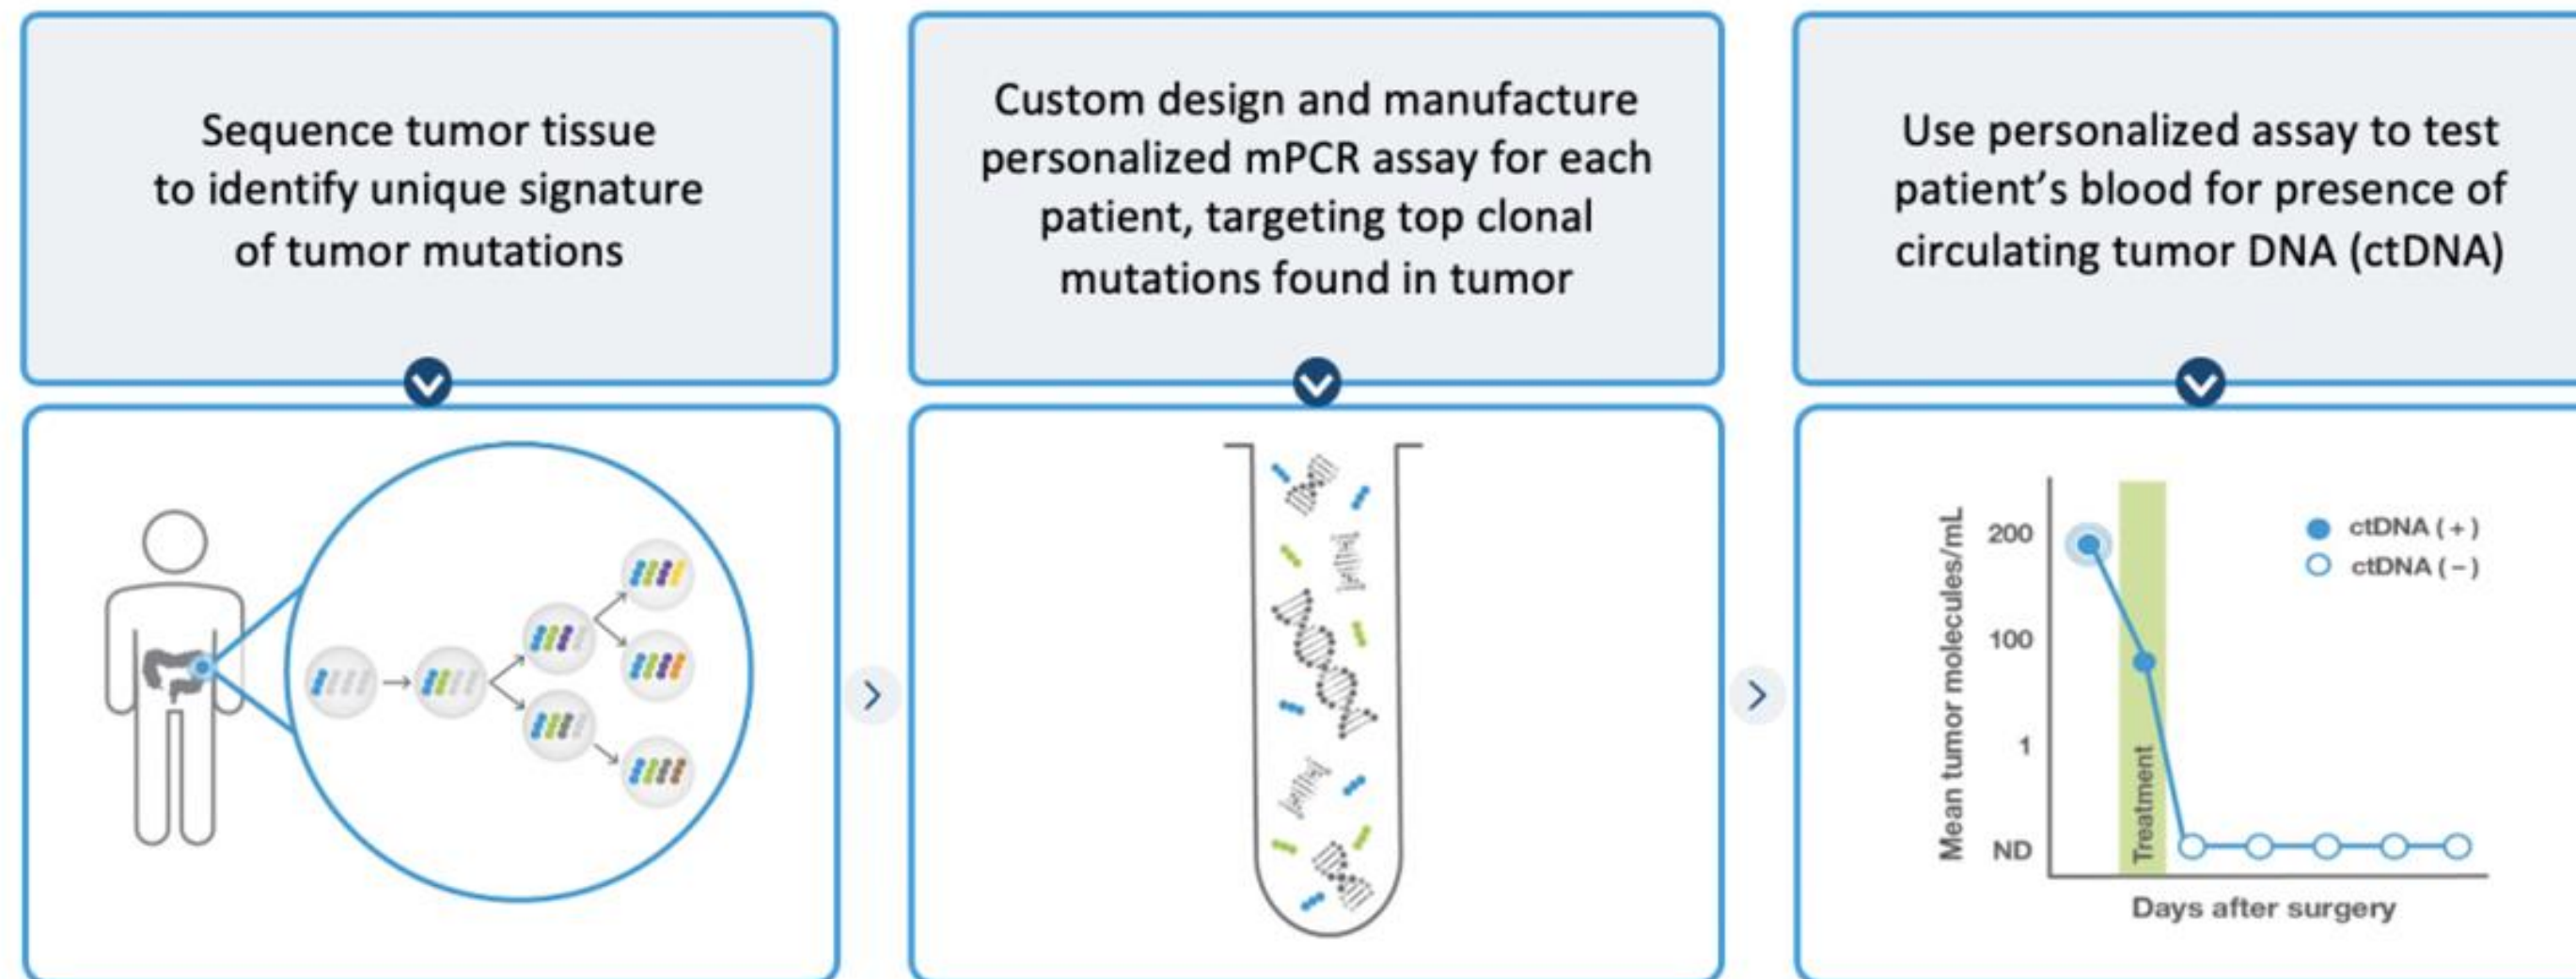 Sequence tumor tissue
to identify unique signature
of tumor mutations
Custom design and manufacture
personalized mPCR assay for each
patient, targeting top clonal
mutations found in tumor
Use personalized assay to test
patient’s blood for presence of
circulating tumor DNA (ctDNA)
Mean tumor molecules/mL
200
100
1
ND
Treatment
ctDNA (+)
ctDNA (−)
Days after surgery